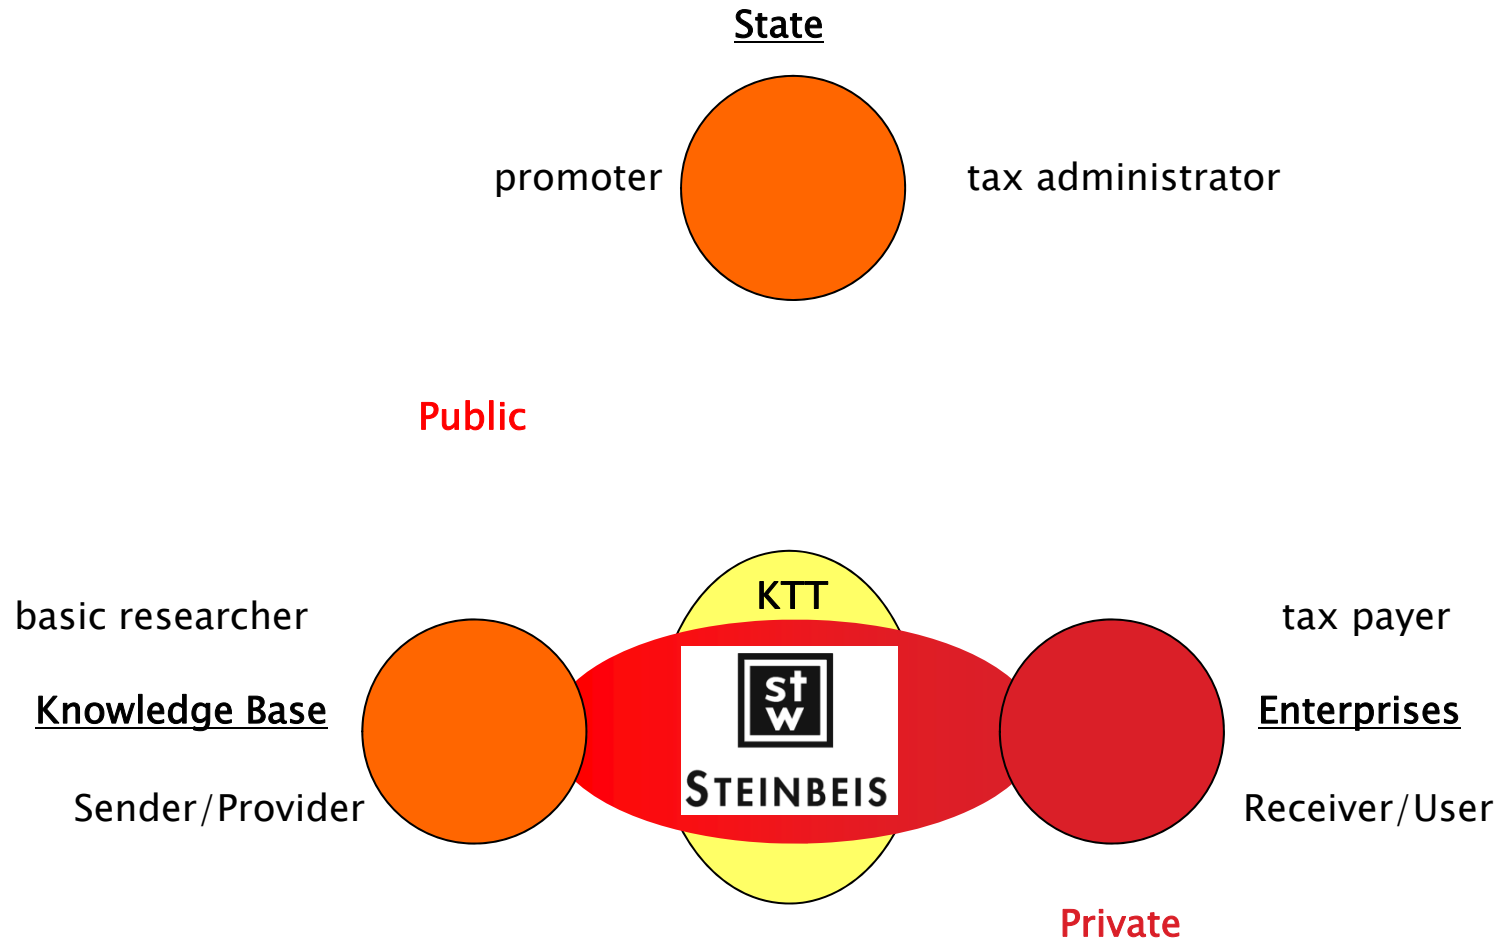 State
promoter
tax administrator
Public
KTT
basic researcher
tax payer
st
w
Knowledge Base
Enterprises
STEINBEIS
Sender/Provider
Receiver/User
Private